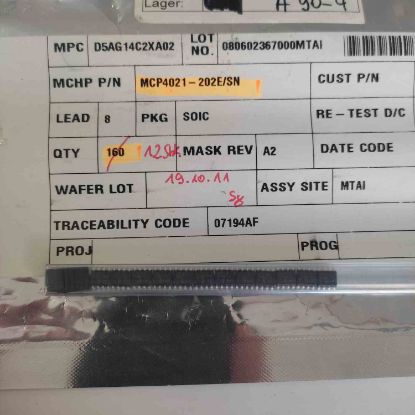 Lager: A 90-4
MPC D5AG14C2XA02 LOT NO. 080602367000MTAI
MCHP P/N MCP4021-202E/SN CUST P/N
LEAD 8 PKG SOIC RE-TEST D/C
QTY 160 12Stk MASK REV A2 DATE CODE
WAFER LOT 19.10.11 ASSY SITE MTAI
TRACEABILITY CODE 07194AF
PROJ PROG